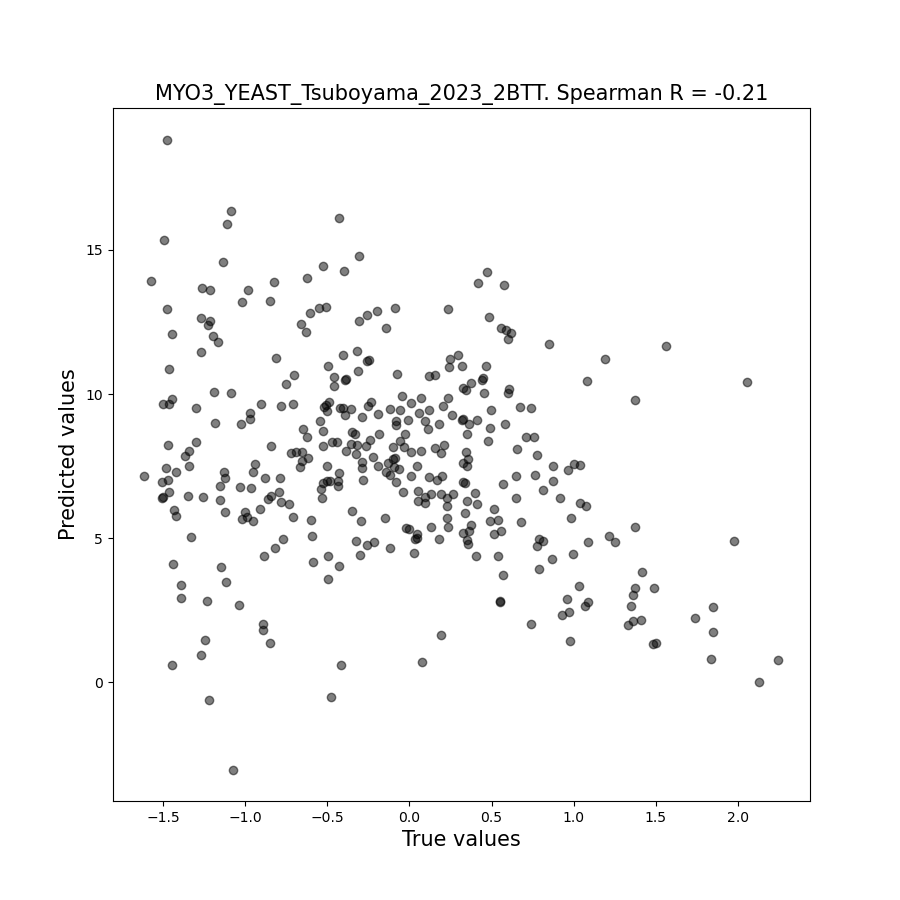 MYO3_YEAST_Tsuboyama_2023_2BTT. Spearman R = -0.21
15
10
5
0
Predicted values
−1.5 −1.0 −0.5 0.0 0.5 1.0 1.5 2.0
True values